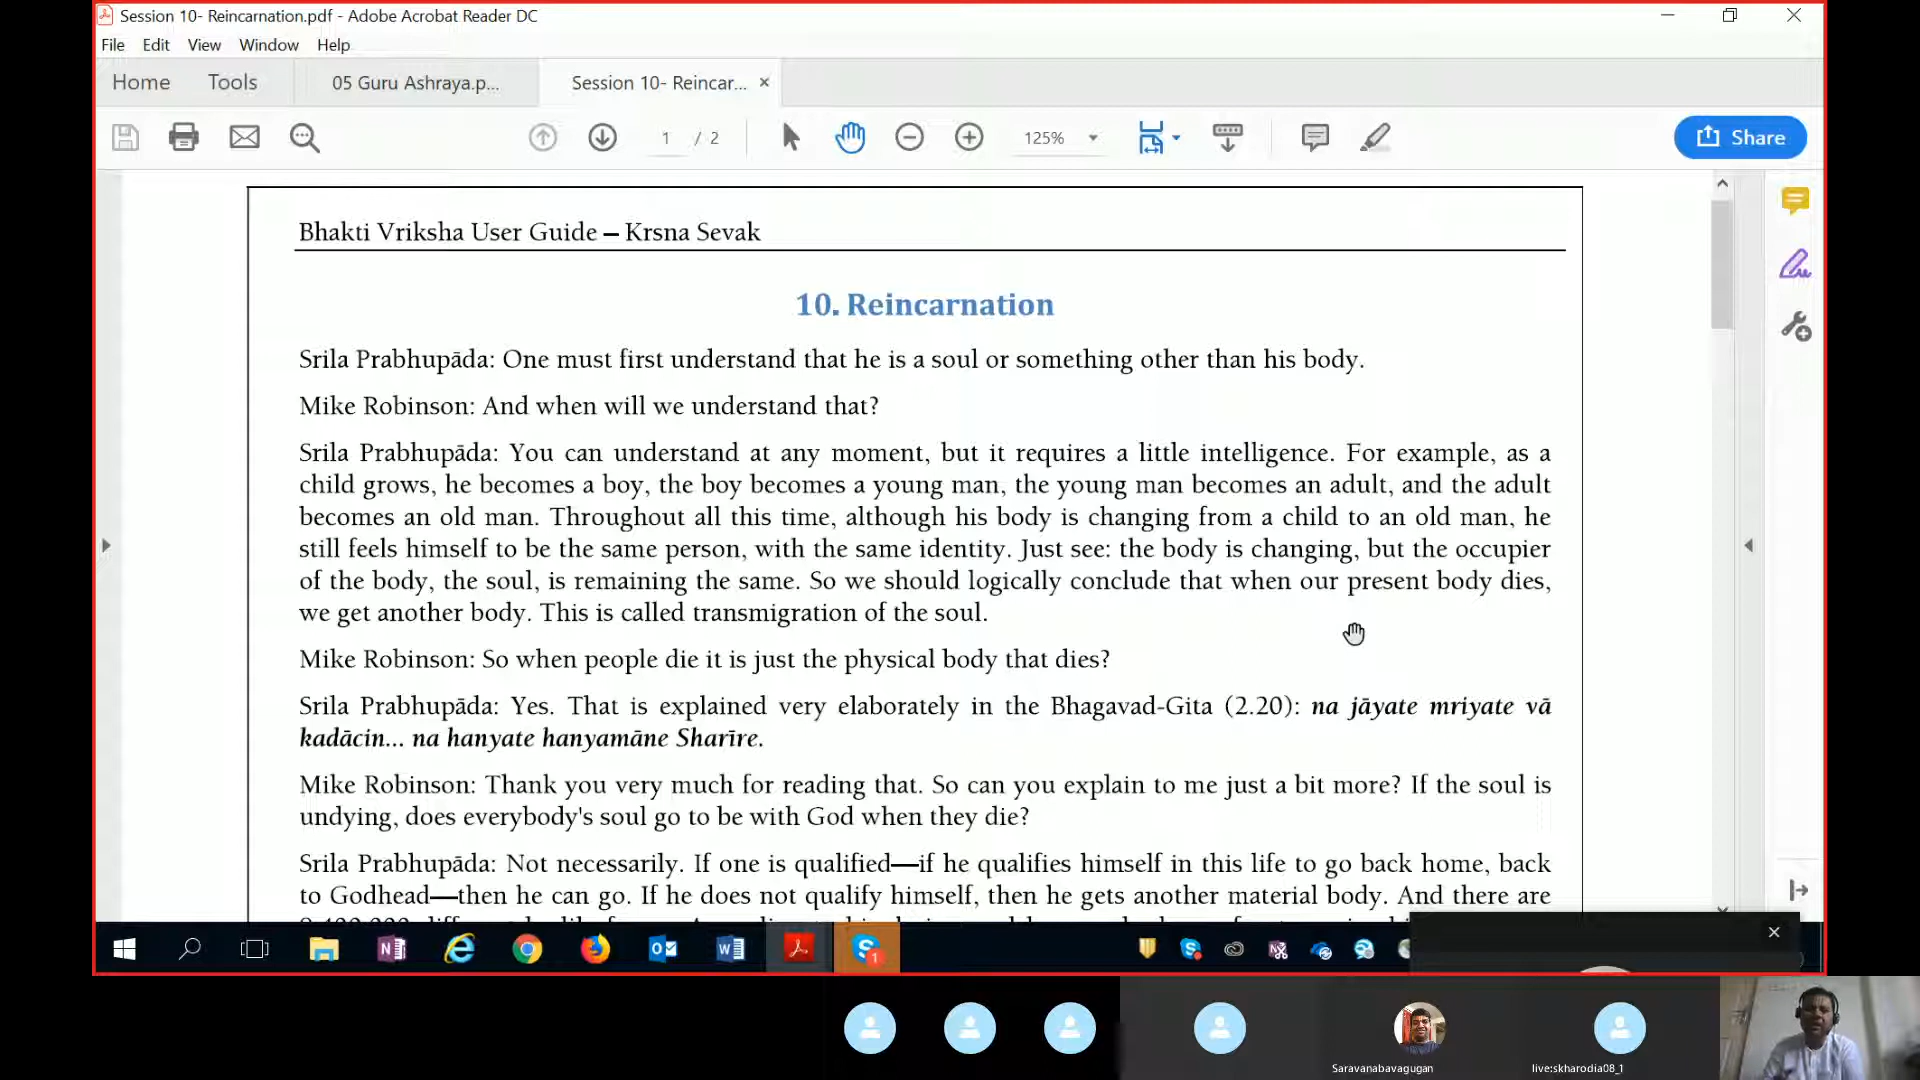 Session 10- Reincarnation.pdf - Adobe Acrobat Reader DC
File Edit View Window Help
Home Tools 05 Guru Ashraya.p... Session 10- Reincar...
1 / 2 125% Share
Bhakti Vriksha User Guide – Krsna Sevak
10. Reincarnation
Srila Prabhupāda: One must first understand that he is a soul or something other than his body.
Mike Robinson: And when will we understand that?
Srila Prabhupāda: You can understand at any moment, but it requires a little intelligence. For example, as a
child grows, he becomes a boy, the boy becomes a young man, the young man becomes an adult, and the adult
becomes an old man. Throughout all this time, although his body is changing from a child to an old man, he
still feels himself to be the same person, with the same identity. Just see: the body is changing, but the occupier
of the body, the soul, is remaining the same. So we should logically conclude that when our present body dies,
we get another body. This is called transmigration of the soul.
Mike Robinson: So when people die it is just the physical body that dies?
Srila Prabhupāda: Yes. That is explained very elaborately in the Bhagavad-Gita (2.20): na jāyate mriyate vā
kadācin... na hanyate hanyamāne Sharīre.
Mike Robinson: Thank you very much for reading that. So can you explain to me just a bit more? If the soul is
undying, does everybody's soul go to be with God when they die?
Srila Prabhupāda: Not necessarily. If one is qualified—if he qualifies himself in this life to go back home, back
to Godhead—then he can go. If he does not qualify himself, then he gets another material body. And there are
Saravanabavagugan live:skharodia08_1